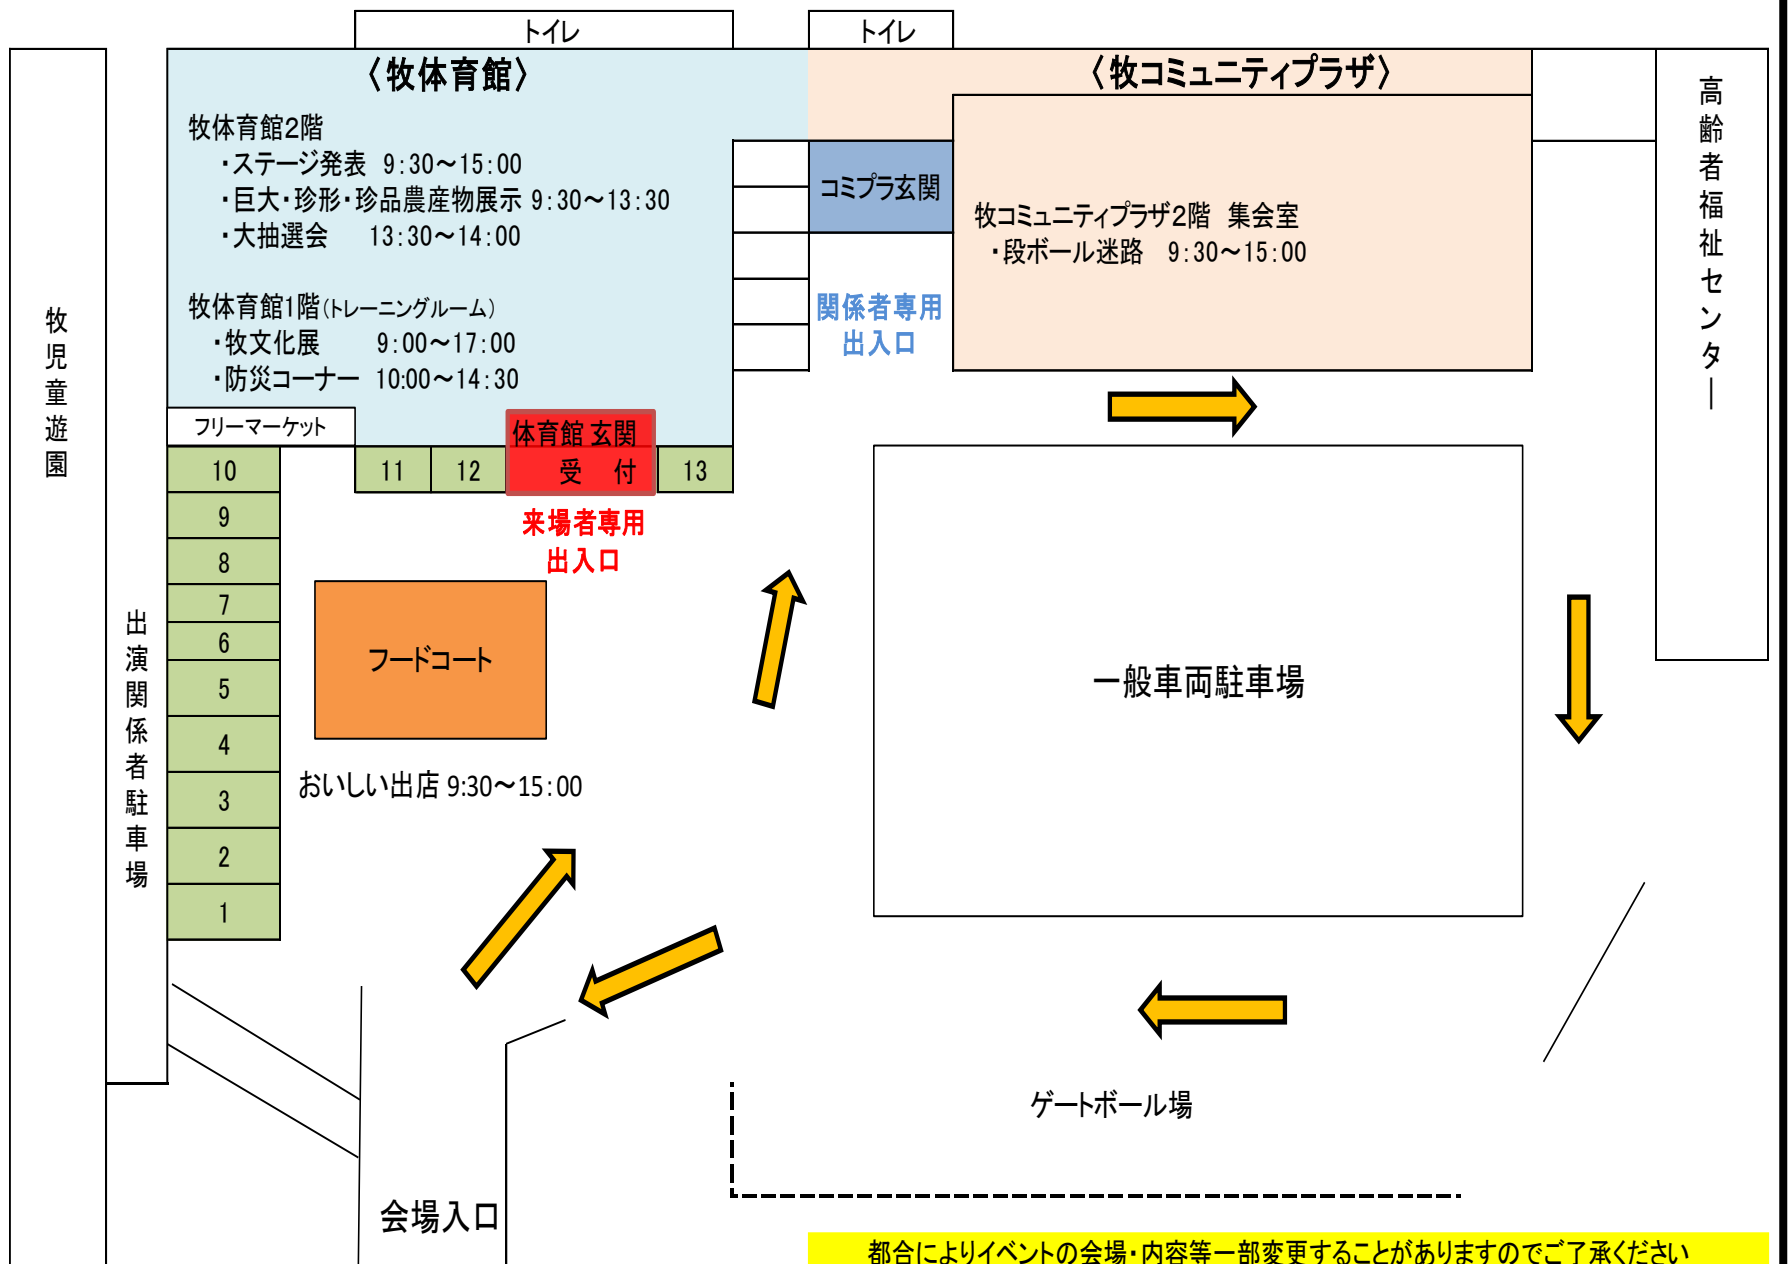 トイレ
トイレ
〈牧体育館〉
〈牧コミュニティプラザ〉
牧体育館2階
・ステージ発表 9:30～15:00
・巨大・珍形・珍品農産物展示 9:30～13:30
・大抽選会 13:30～14:00
牧体育館1階(トレーニングルーム)
・牧文化展 9:00～17:00
・防災コーナー 10:00～14:30
コミプラ玄関
関係者専用
出入口
牧コミュニティプラザ2階 集会室
・段ボール迷路 9:30～15:00
高齢者福祉センター
牧児童遊園
フリーマーケット
体育館 玄関
受 付
来場者専用
出入口
10
11
12
13
9
8
7
6
5
4
3
2
1
出演関係者駐車場
フードコート
おいしい出店 9:30～15:00
一般車両駐車場
ゲートボール場
会場入口
都合によりイベントの会場・内容等一部変更することがありますのでご了承ください